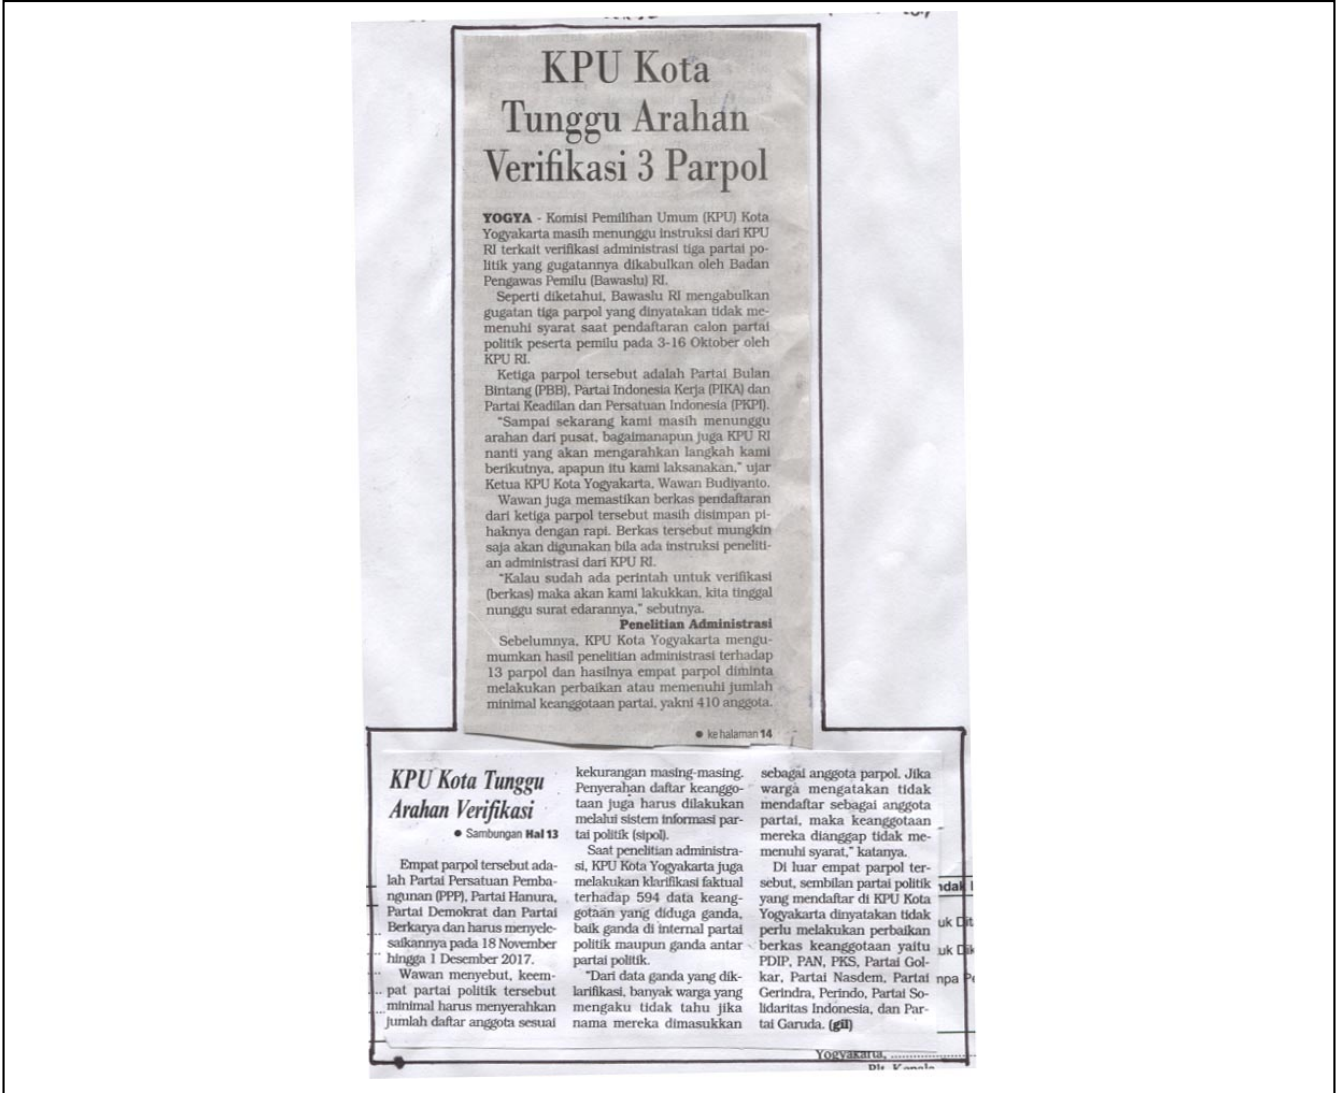 KPU Kota
Tunggu Arahan
Verifikasi 3 Parpol
YOGYA - Komisi Pemilihan Umum (KPU) Kota
Yogyakarta masih menunggu instruksi dari KPU
RI terkait verifikasi administrasi tiga partai po-
litik yang gugatannya dikabulkan oleh Badan
Pengawas Pemilu (Bawaslu) RI.
Seperti diketahui, Bawaslu RI mengabulkan
gugatan tiga parpol yang dinyatakan tidak me-
menuhi syarat saat pendaftaran calon partai
politik peserta pemilu pada 3-16 Oktober oleh
KPU RI.
Ketiga parpol tersebut adalah Partai Bulan
Bintang (PBB), Partai Indonesia Kerja (PIKA) dan
Partai Keadilan dan Persatuan Indonesia (PKPI).
"Sampai sekarang kami masih menunggu
arahan dari pusat, bagaimanapun juga KPU RI
nanti yang akan mengarahkan langkah kami
berikutnya, apapun itu kami laksanakan," ujar
Ketua KPU Kota Yogyakarta, Wawan Budiyanto.
Wawan juga memastikan berkas pendaftaran
dari ketiga parpol tersebut masih disimpan pi-
haknya dengan rapi. Berkas tersebut mungkin
saja akan digunakan bila ada instruksi peneliti-
an administrasi dari KPU RI.
"Kalau sudah ada perintah untuk verifikasi
(berkas) maka akan kami lakukkan, kita tinggal
nunggu surat edarannya," sebutnya.
Penelitian Administrasi
Sebelumnya, KPU Kota Yogyakarta mengu-
mumkan hasil penelitian administrasi terhadap
13 parpol dan hasilnya empat parpol diminta
melakukan perbaikan atau memenuhi jumlah
minimal keanggotaan partai, yakni 410 anggota.
● ke halaman 14
KPU Kota Tunggu
Arahan Verifikasi
● Sambungan Hal 13
Empat parpol tersebut ada-
lah Partai Persatuan Pemba-
ngunan (PPP), Partai Hanura,
Partai Demokrat dan Partai
Berkarya dan harus menyele-
saikannya pada 18 November
hingga 1 Desember 2017.
Wawan menyebut, keem-
pat partai politik tersebut
minimal harus menyerahkan
jumlah daftar anggota sesuai
kekurangan masing-masing.
Penyerahan daftar keanggo-
taan juga harus dilakukan
melalui sistem informasi par-
tai politik (sipol).
Saat penelitian administra-
si, KPU Kota Yogyakarta juga
melakukan klarifikasi faktual
terhadap 594 data keang-
gotaan yang diduga ganda,
baik ganda di internal partai
politik maupun ganda antar
partai politik.
"Dari data ganda yang dik-
larifikasi, banyak warga yang
mengaku tidak tahu jika
nama mereka dimasukkan
sebagai anggota parpol. Jika
warga mengatakan tidak
mendaftar sebagai anggota
partai, maka keanggotaan
mereka dianggap tidak me-
menuhi syarat," katanya.
Di luar empat parpol ter-
sebut, sembilan partai politik
yang mendaftar di KPU Kota
Yogyakarta dinyatakan tidak
perlu melakukan perbaikan
berkas keanggotaan yaitu
PDIP, PAN, PKS, Partai Gol-
kar, Partai Nasdem, Partai
Gerindra, Perindo, Partai So-
lidaritas Indonesia, dan Par-
tai Garuda. (gil)
Yogyakarta, ....................